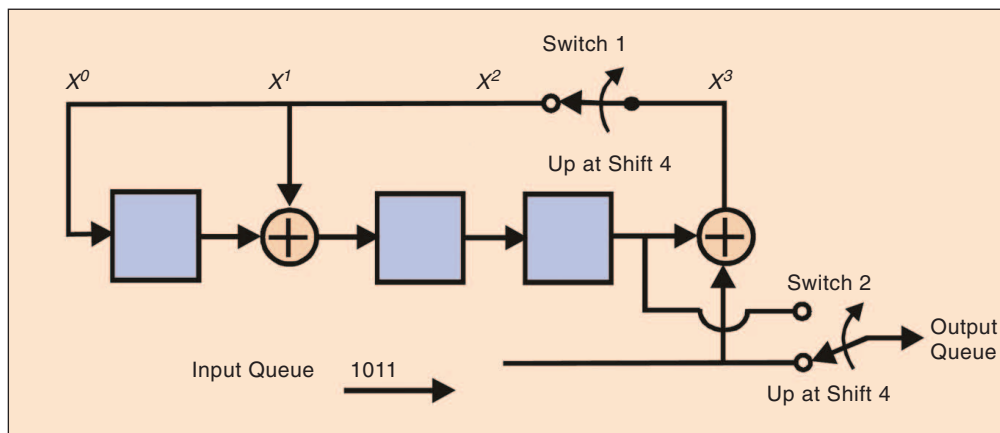 Switch 1
X⁰ X¹ X² X³
Up at Shift 4
Switch 2
Output
Queue
Input Queue 1011
Up at Shift 4